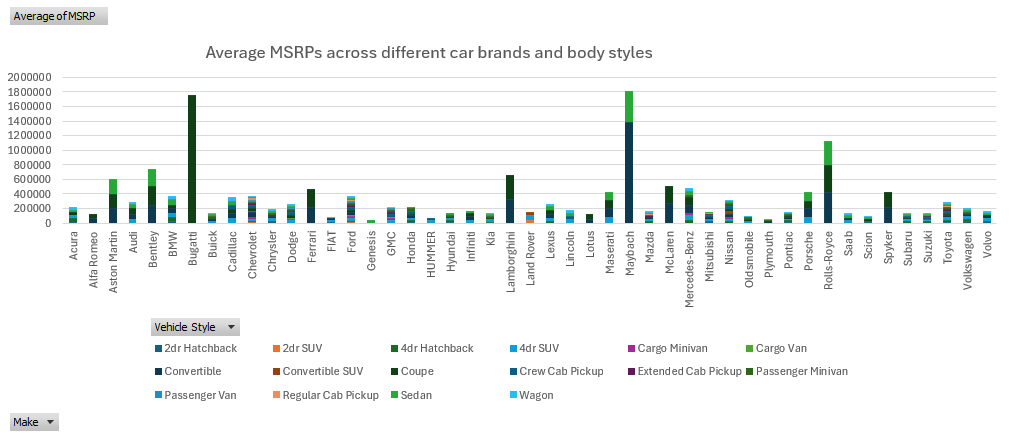 Average of MSRP
Average MSRPs across different car brands and body styles
2000000
1800000
1600000
1400000
1200000
1000000
800000
600000
400000
200000
0
Acura
Alfa Romeo
Aston Martin
Audi
Bentley
BMW
Bugatti
Buick
Cadillac
Chevrolet
Chrysler
Dodge
Ferrari
FIAT
Ford
Genesis
GMC
Honda
HUMMER
Hyundai
Infiniti
Kia
Lamborghini
Land Rover
Lexus
Lincoln
Lotus
Maserati
Maybach
Mazda
McLaren
Mercedes-Benz
Mitsubishi
Nissan
Oldsmobile
Plymouth
Pontiac
Porsche
Rolls-Royce
Saab
Scion
Spyker
Subaru
Suzuki
Toyota
Volkswagen
Volvo
Vehicle Style
2dr Hatchback 2dr SUV 4dr Hatchback 4dr SUV Cargo Minivan Cargo Van
Convertible Convertible SUV Coupe Crew Cab Pickup Extended Cab Pickup Passenger Minivan
Passenger Van Regular Cab Pickup Sedan Wagon
Make